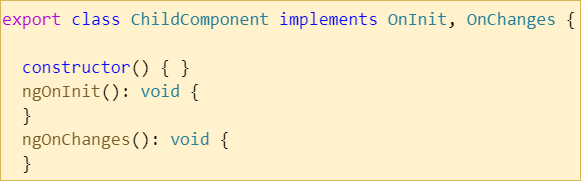 export class ChildComponent implements OnInit, OnChanges {
constructor() { }
ngOnInit(): void {
}
ngOnChanges(): void {
}